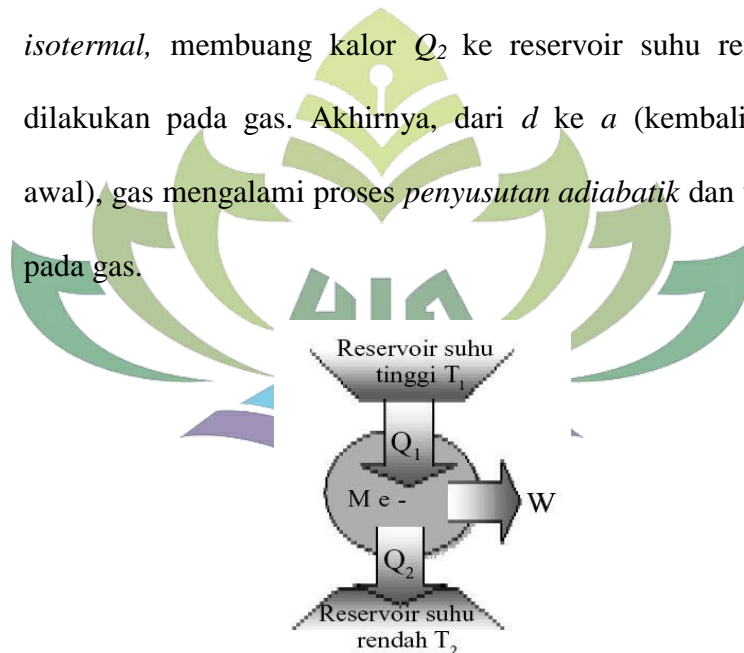 isotermal, membuang kalor Q₂ ke reservoir suhu re
dilakukan pada gas. Akhirnya, dari d ke a (kembali
awal), gas mengalami proses penyusutan adiabatik dan
pada gas.
Reservoir suhu
tinggi T₁
Q₁
M e -
W
Q₂
Reservoir suhu
rendah T₂